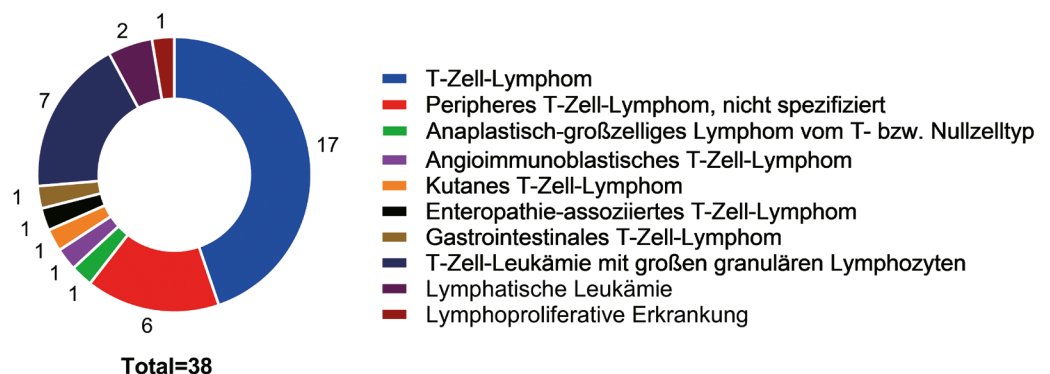 1
2
7
17
1
1
1
1
1
6
Total=38
T-Zell-Lymphom
Peripheres T-Zell-Lymphom, nicht spezifiziert
Anaplastisch-großzelliges Lymphom vom T- bzw. Nullzelltyp
Angioimmunoblastisches T-Zell-Lymphom
Kutanes T-Zell-Lymphom
Enteropathie-assoziiertes T-Zell-Lymphom
Gastrointestinales T-Zell-Lymphom
T-Zell-Leukämie mit großen granulären Lymphozyten
Lymphatische Leukämie
Lymphoproliferative Erkrankung